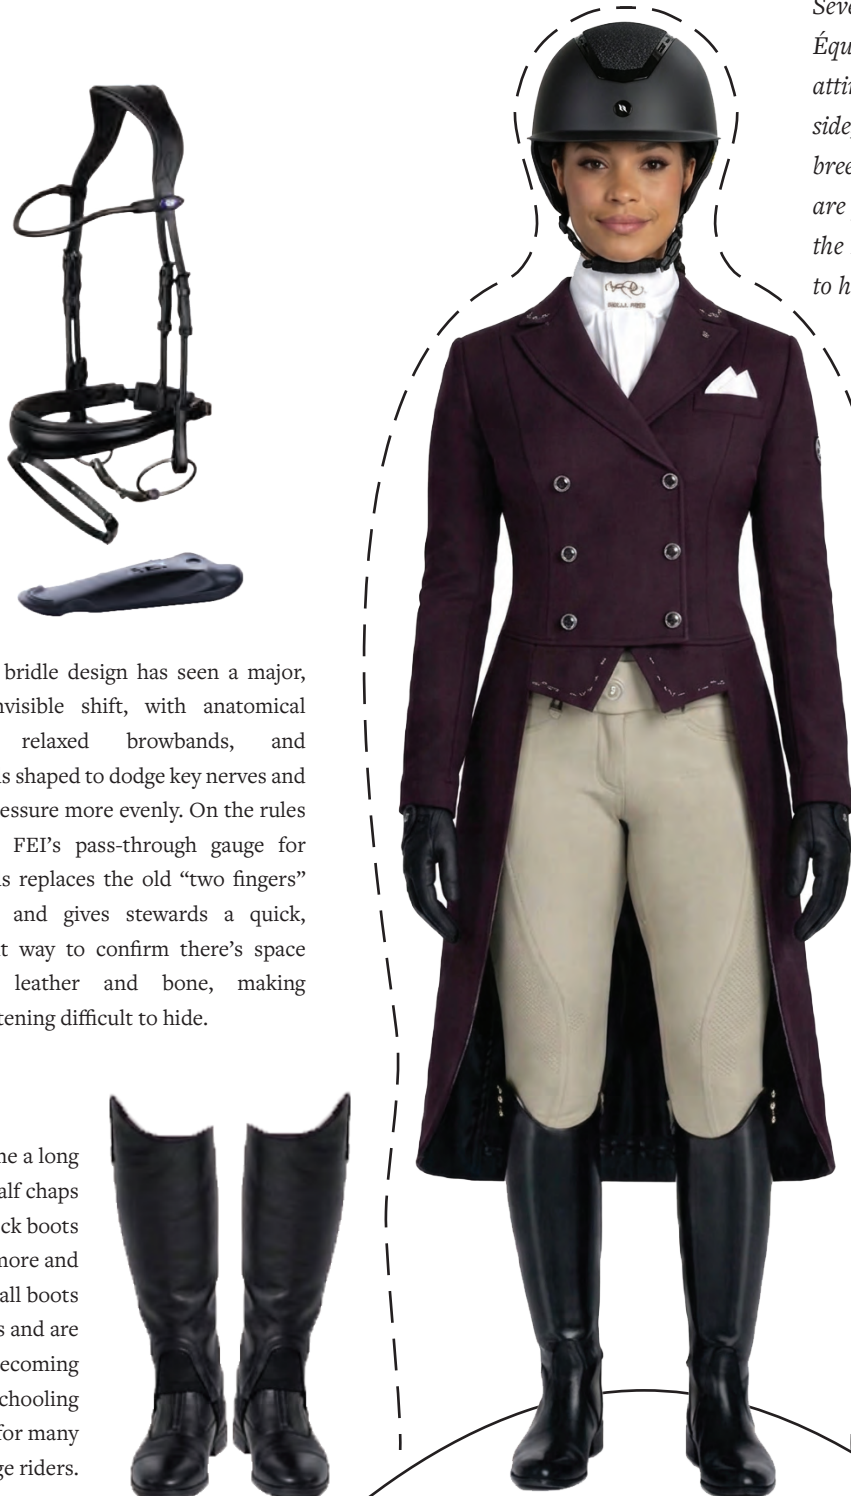 Équ
attir
side,
bree
are
the
to h
bridle design has seen a major,
nvisible shift, with anatomical
relaxed browbands, and
s shaped to dodge key nerves and
essure more evenly. On the rules
FEI’s pass-through gauge for
s replaces the old “two fingers”
and gives stewards a quick,
t way to confirm there’s space
leather and bone, making
tening difficult to hide.
ne a long
alf chaps
ck boots
more and
all boots
s and are
ecoming
chooling
for many
ge riders.